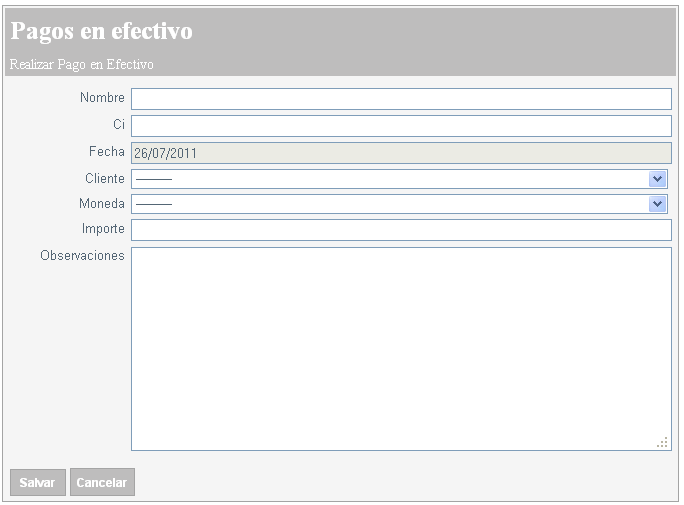 Pagos en efectivo
Realizar Pago en Efectivo
Nombre
Ci
Fecha 26/07/2011
Cliente ---------
Moneda ---------
Importe
Observaciones
Salvar Cancelar